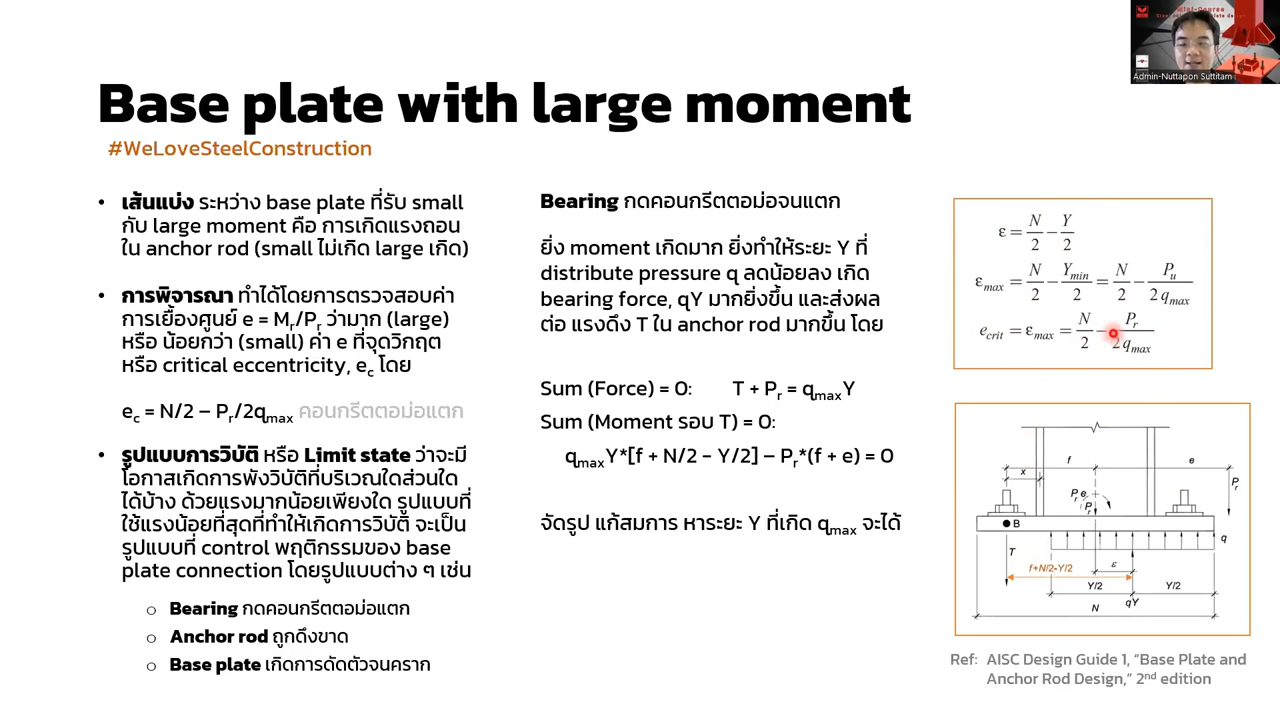 Mini-Course
Admin-Nuttapon Suttitam
Base plate with large moment
#WeLoveSteelConstruction
• เส้นแบ่ง ระหว่าง base plate ที่รับ small
กับ large moment คือ การเกิดแรงถอน
ใน anchor rod (small ไม่เกิด large เกิด)
• การพิจารณา ทำได้โดยการตรวจสอบค่า
การเยื้องศูนย์ e = Mr/Pr ว่ามาก (large)
หรือ น้อยกว่า (small) ค่า e ที่จุดวิกฤต
หรือ critical eccentricity, ec โดย
ec = N/2 – Pr/2qmax คอนกรีตตอม่อแตก
• รูปแบบการวิบัติ หรือ Limit state ว่าจะมี
โอกาสเกิดการพังวิบัติที่บริเวณใดส่วนใด
ได้บ้าง ด้วยแรงมากน้อยเพียงใด รูปแบบที่
ใช้แรงน้อยที่สุดที่ทำให้เกิดการวิบัติ จะเป็น
รูปแบบที่ control พฤติกรรมของ base
plate connection โดยรูปแบบต่าง ๆ เช่น
o Bearing กดคอนกรีตตอม่อแตก
o Anchor rod ถูกดึงขาด
o Base plate เกิดการดัดตัวจนคราก
Bearing กดคอนกรีตตอม่อจนแตก
ยิ่ง moment เกิดมาก ยิ่งทำให้ระยะ Y ที่
distribute pressure q ลดน้อยลง เกิด
bearing force, qY มากยิ่งขึ้น และส่งผล
ต่อ แรงดึง T ใน anchor rod มากขึ้น โดย
Sum (Force) = 0: T + Pr = qmaxY
Sum (Moment รอบ T) = 0:
qmaxY*[f + N/2 - Y/2] – Pr*(f + e) = 0
จัดรูป แก้สมการ หาระยะ Y ที่เกิด qmax จะได้
ε = N/2 − Y/2
εmax = N/2 − Ymin/2 = N/2 − Pu/2qmax
ecrit = εmax = N/2 − Pr/2qmax
f e
x
Pr e Pr
Pr
B
q
T
ε
f+N/2-Y/2
Y/2 Y/2
qY
N
Ref: AISC Design Guide 1, “Base Plate and
Anchor Rod Design,” 2nd edition